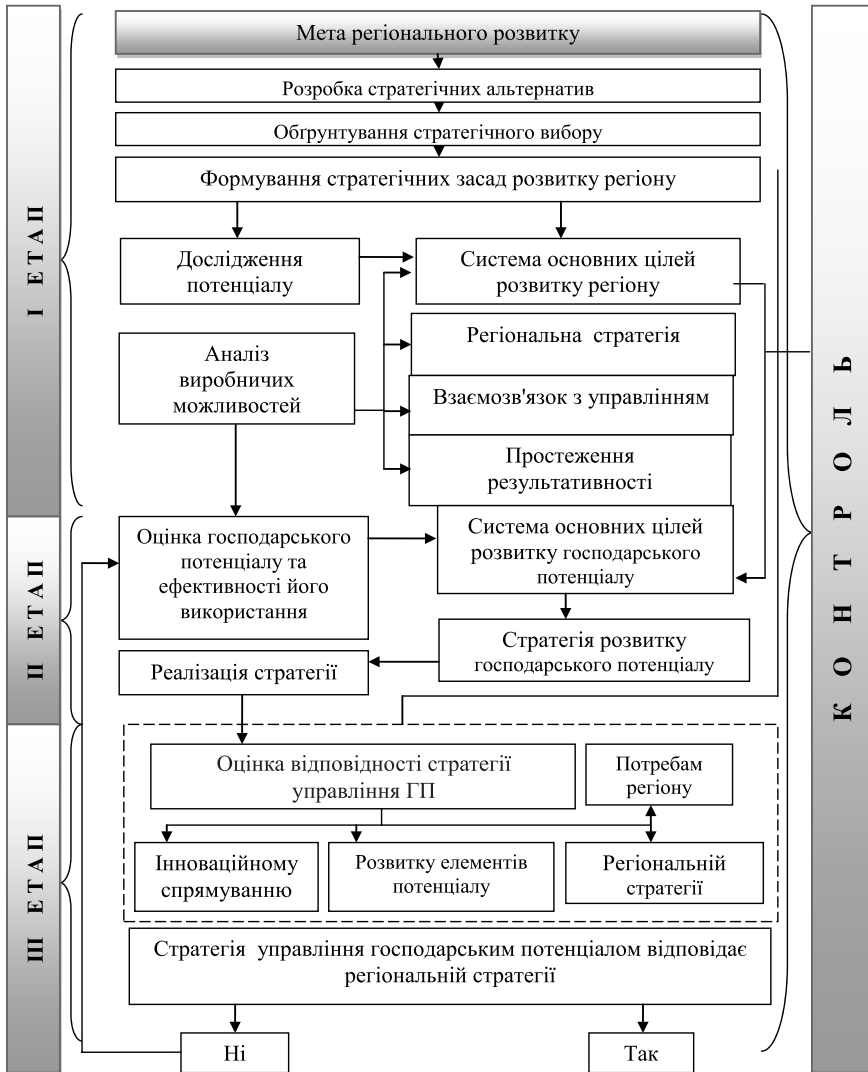 Мета регіонального розвитку
Розробка стратегічних альтернатив
Обґрунтування стратегічного вибору
Формування стратегічних засад розвитку регіону
І ЕТАП
Дослідження
потенціалу
Система основних цілей
розвитку регіону
Аналіз
виробничих
можливостей
Регіональна стратегія
Взаємозв'язок з управлінням
Простеження
результативності
КОНТРОЛЬ
ІІ ЕТАП
Оцінка господарського
потенціалу та
ефективності його
використання
Система основних цілей
розвитку господарського
потенціалу
Стратегія розвитку
господарського потенціалу
Реалізація стратегії
ІІІ ЕТАП
Оцінка відповідності стратегії
управління ГП
Потребам
регіону
Інноваційному
спрямуванню
Розвитку елементів
потенціалу
Регіональній
стратегії
Стратегія управління господарським потенціалом відповідає
регіональній стратегії
Ні
Так